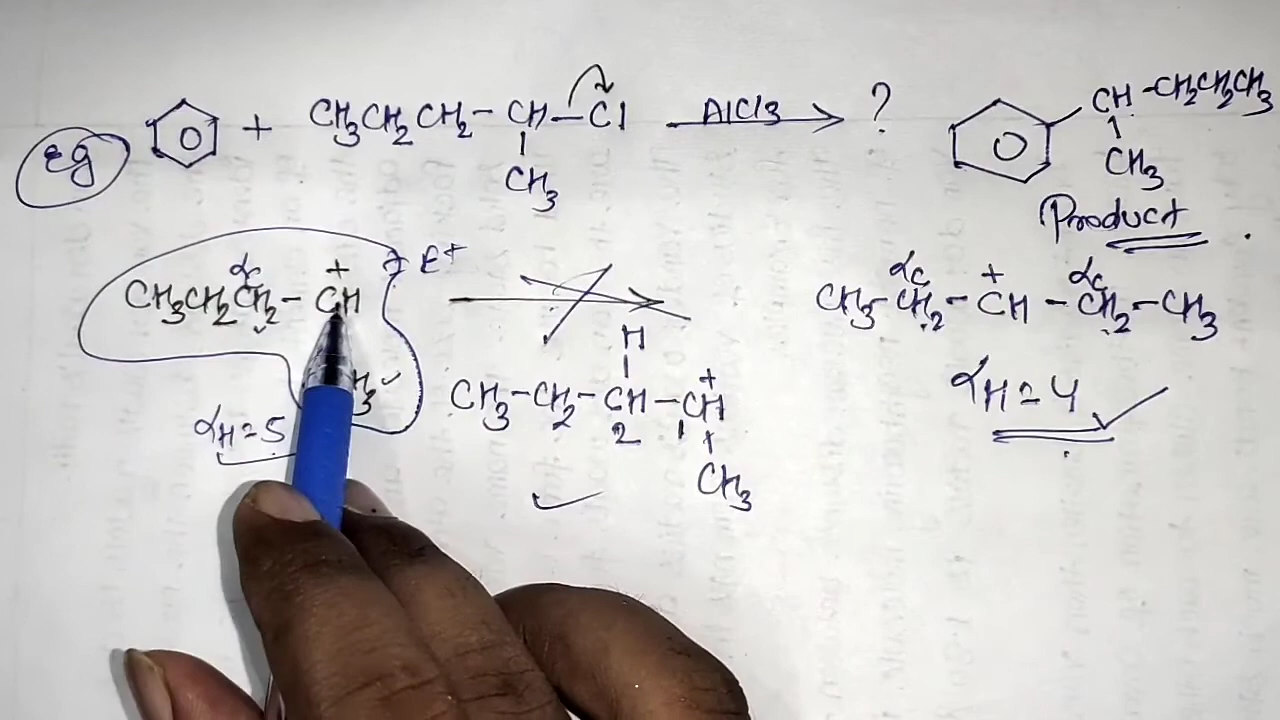 eg
+ CH3CH2CH2-CH-Cl AlCl3 ?
CH3
CH-CH2CH2CH3
CH3
Product
αc + E+
CH3CH2CH2-CH
H3
αH=5
H
CH3-CH2-CH-CH +
2 1
CH3
αc + αc
CH3-CH2-CH-CH2-CH3
αH=4